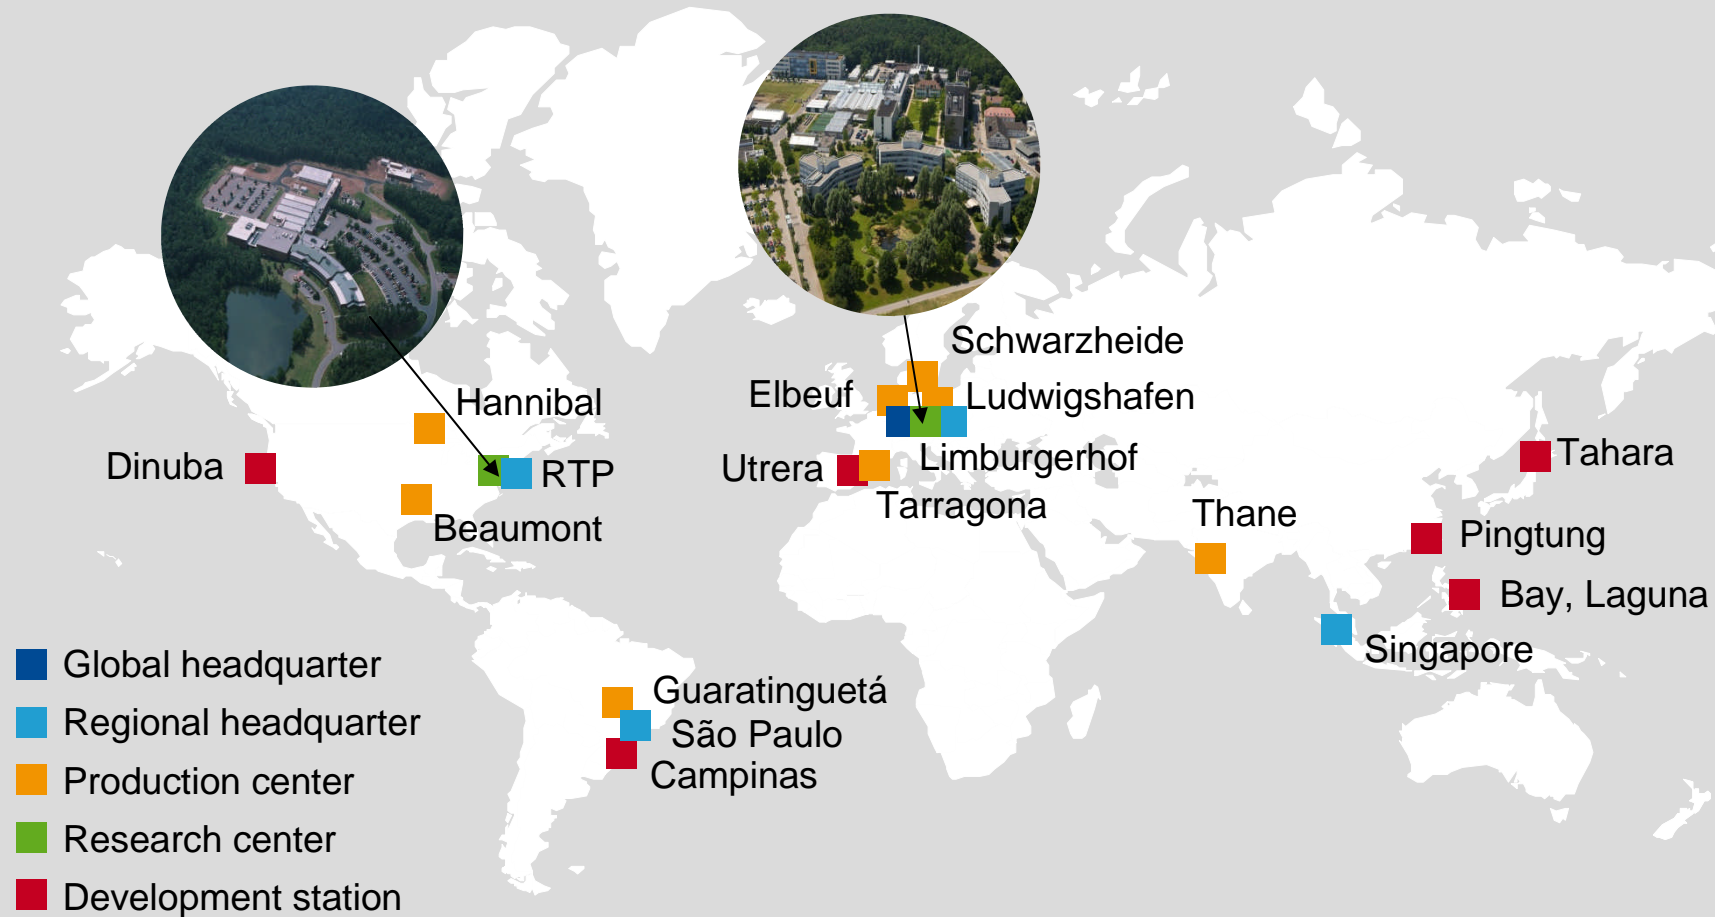 Schwarzheide
Elbeuf
Ludwigshafen
Hannibal
Limburgerhof
Dinuba
RTP
Utrera
Tahara
Tarragona
Thane
Beaumont
Pingtung
Bay, Laguna
Singapore
Global headquarter
Regional headquarter
Production center
Research center
Development station
Guaratinguetá
São Paulo
Campinas